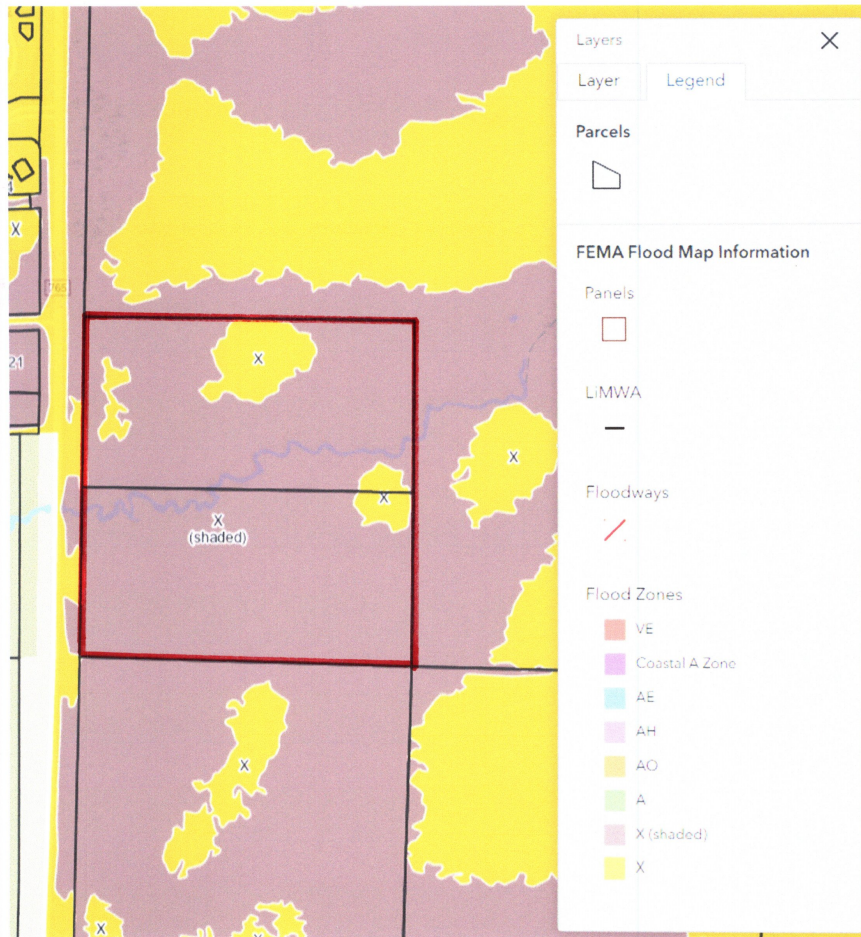 Layers
Layer Legend
Parcels
FEMA Flood Map Information
Panels
LiMWA
Floodways
Flood Zones
VE
Coastal A Zone
AE
AH
AO
A
X (shaded)
X
X
765
21
X
X
X
X
(shaded)
X
X